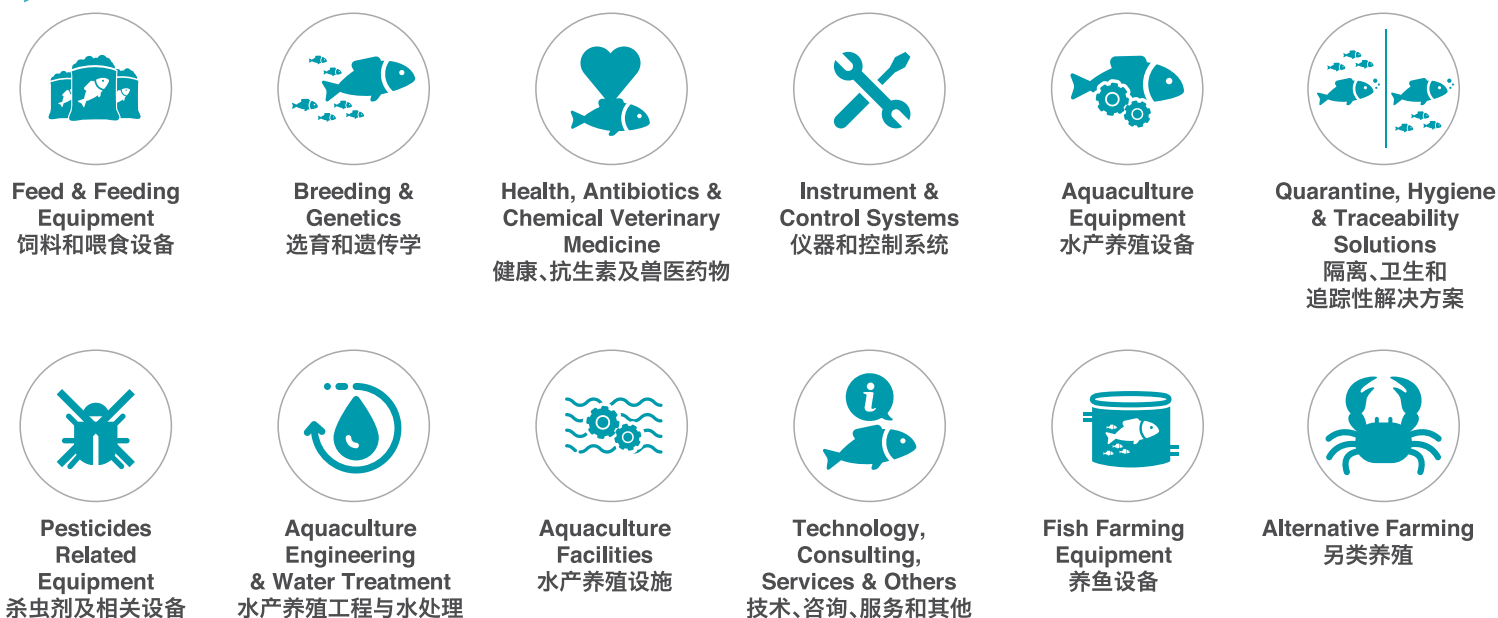 Feed & Feeding
Equipment
饲料和喂食设备
Breeding &
Genetics
选育和遗传学
Health, Antibiotics &
Chemical Veterinary
Medicine
健康、抗生素及兽医药物
Instrument &
Control Systems
仪器和控制系统
Aquaculture
Equipment
水产养殖设备
Quarantine, Hygiene
& Traceability
Solutions
隔离、卫生和
追踪性解决方案
Pesticides
Related
Equipment
杀虫剂及相关设备
Aquaculture
Engineering
& Water Treatment
水产养殖工程与水处理
Aquaculture
Facilities
水产养殖设施
i
Technology,
Consulting,
Services & Others
技术、咨询、服务和其他
Fish Farming
Equipment
养鱼设备
Alternative Farming
另类养殖